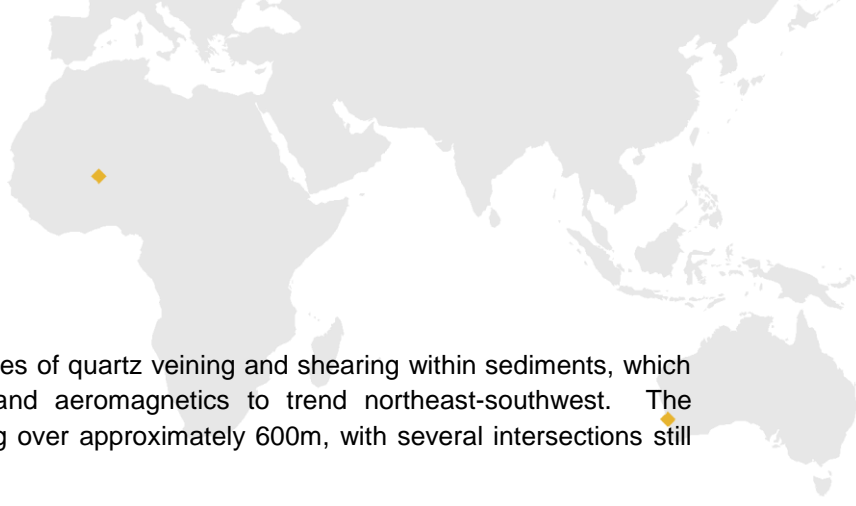 es of quartz veining and shearing within sediments, which
and aeromagnetics to trend northeast-southwest. The
over approximately 600m, with several intersections still